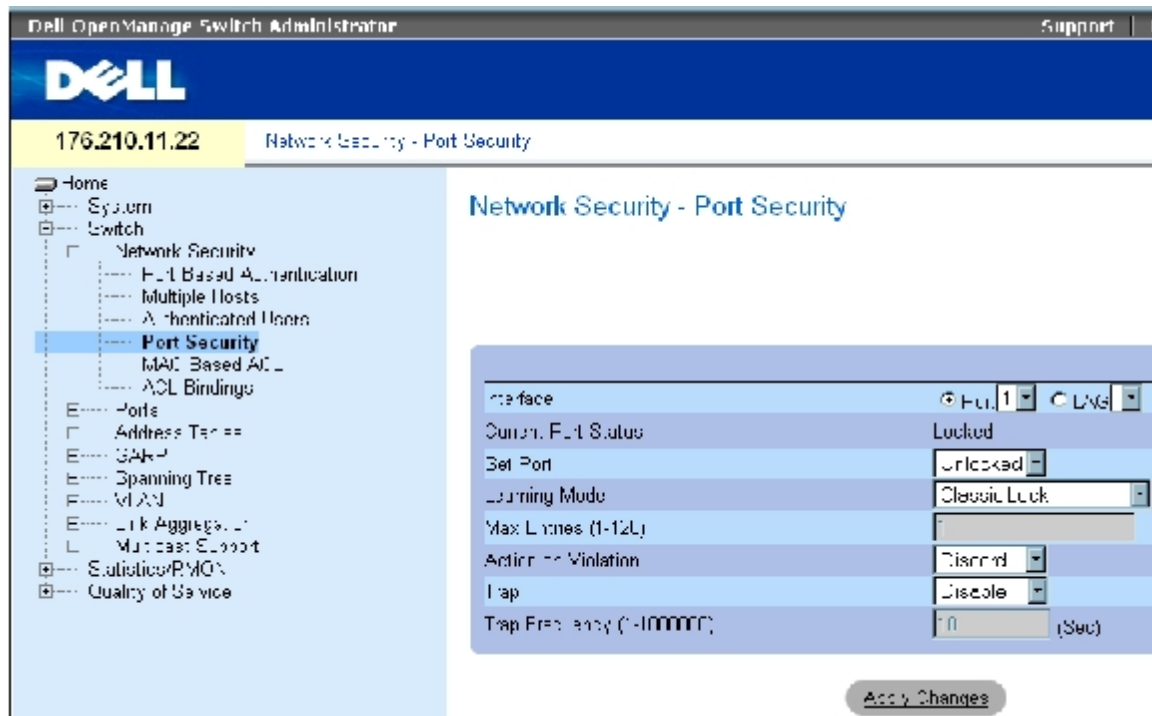 Dell OpenManage Switch Administrator Support
DELL
176.210.11.22 Network Security - Port Security
Home
System
Switch
Network Security
Port Based Authentication
Multiple Hosts
Authenticated Users
Port Security
MAC Based ACL
ACL Bindings
Ports
Address Tables
GARP
Spanning Tree
VLAN
Link Aggregation
Multicast Support
Statistics/RMON
Quality of Service
Network Security - Port Security
Interface Port 1 LAG
Current Port Status Locked
Set Port Unlocked
Learning Mode Classic Lock
Max Entries (1-128) 1
Action on Violation Discard
Trap Disable
Trap Frequency (1-1000000) 10 (Sec)
Apply Changes